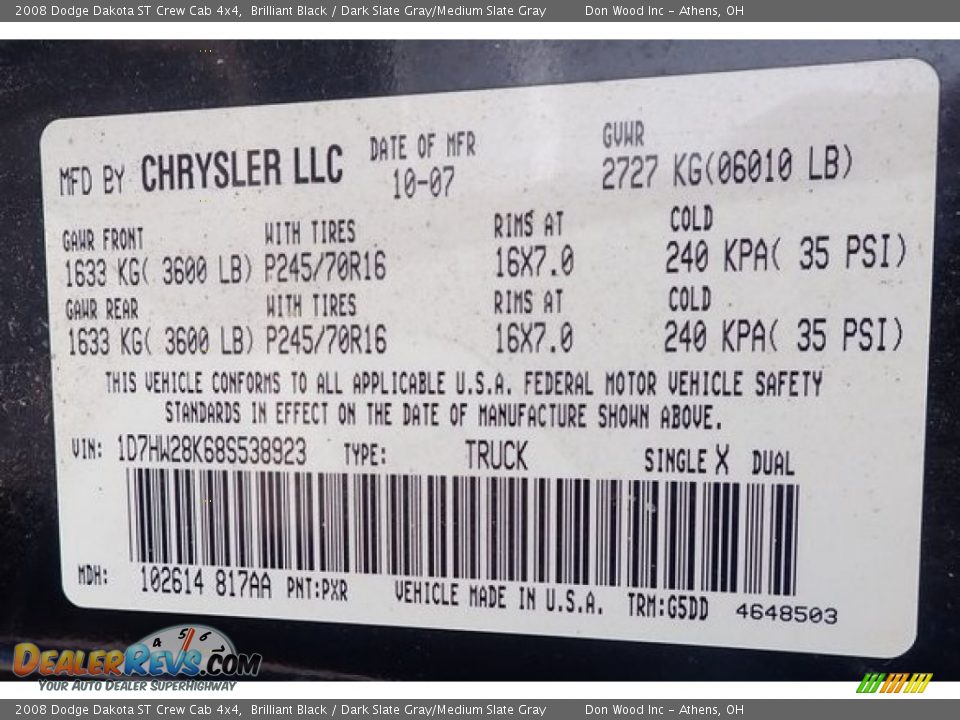 2008 Dodge Dakota ST Crew Cab 4x4, Brilliant Black / Dark Slate Gray/Medium Slate Gray Don Wood Inc - Athens, OH
MFD BY CHRYSLER LLC DATE OF MFR GVWR
10-07 2727 KG(06010 LB)
GAWR FRONT WITH TIRES RIMS AT COLD
1633 KG( 3600 LB) P245/70R16 16X7.0 240 KPA( 35 PSI)
GAWR REAR WITH TIRES RIMS AT COLD
1633 KG( 3600 LB) P245/70R16 16X7.0 240 KPA( 35 PSI)
THIS VEHICLE CONFORMS TO ALL APPLICABLE U.S.A. FEDERAL MOTOR VEHICLE SAFETY
STANDARDS IN EFFECT ON THE DATE OF MANUFACTURE SHOWN ABOVE.
VIN: 1D7HW28K68S538923 TYPE: TRUCK SINGLE X DUAL
MDH: 102614 817AA PNT:PXR VEHICLE MADE IN U.S.A. TRM:G5DD 4648503
4 5 6
DEALERREVS.COM
YOUR AUTO DEALER SUPERHIGHWAY
2008 Dodge Dakota ST Crew Cab 4x4, Brilliant Black / Dark Slate Gray/Medium Slate Gray Don Wood Inc - Athens, OH